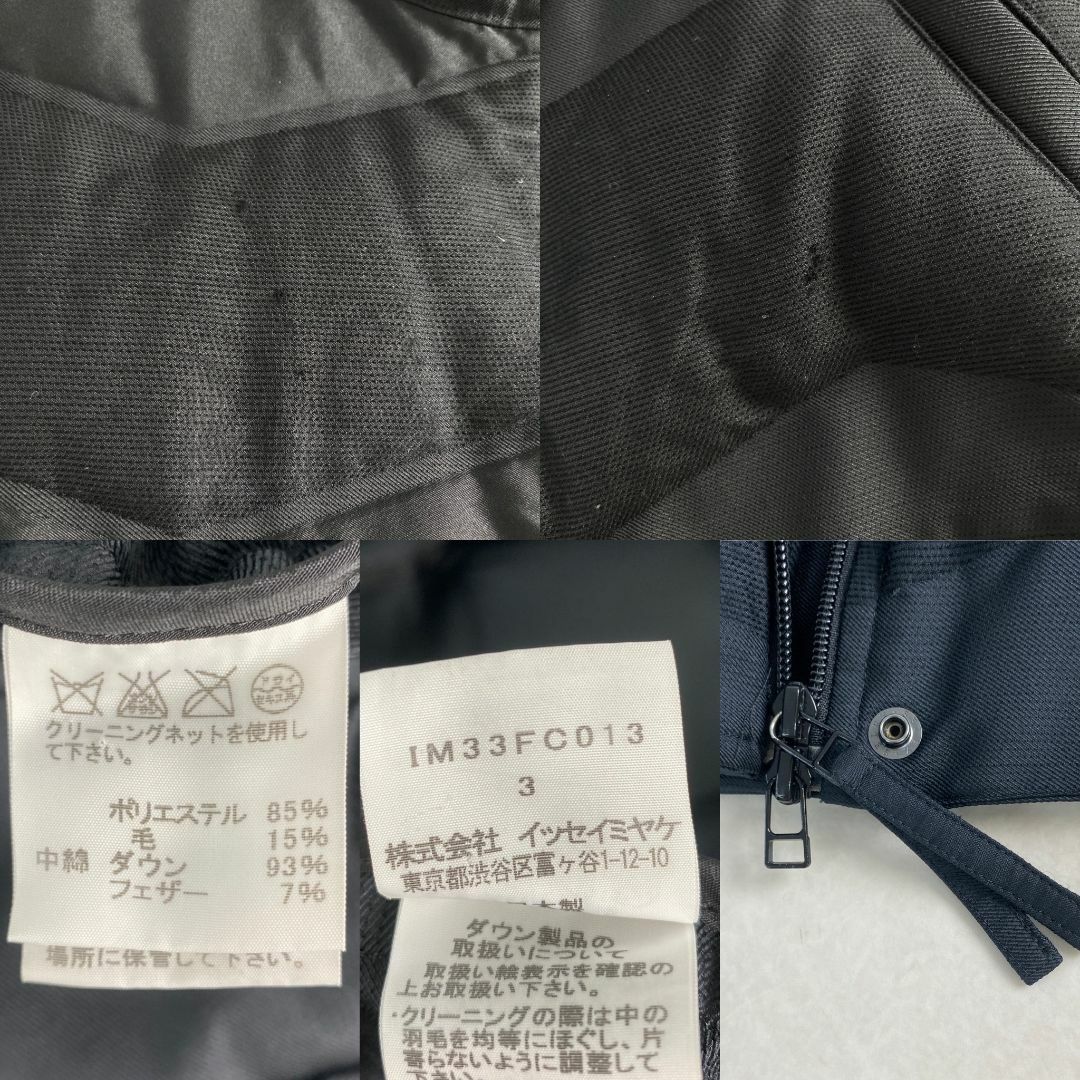 クリーニングネットを使用し
て下さい。
ポリエステル 85%
毛 15%
中綿 ダウン 93%
フェザー 7%
場所に保管して下さい。
IM33FC013
3
株式会社 イッセイミヤケ
東京都渋谷区富ヶ谷1-12-10
ダウン製品の
取扱いについて
取扱い絵表示を確認の
上お取扱い下さい。
・クリーニングの際は中の
羽毛を均等にほぐし、片
寄らないように調整して